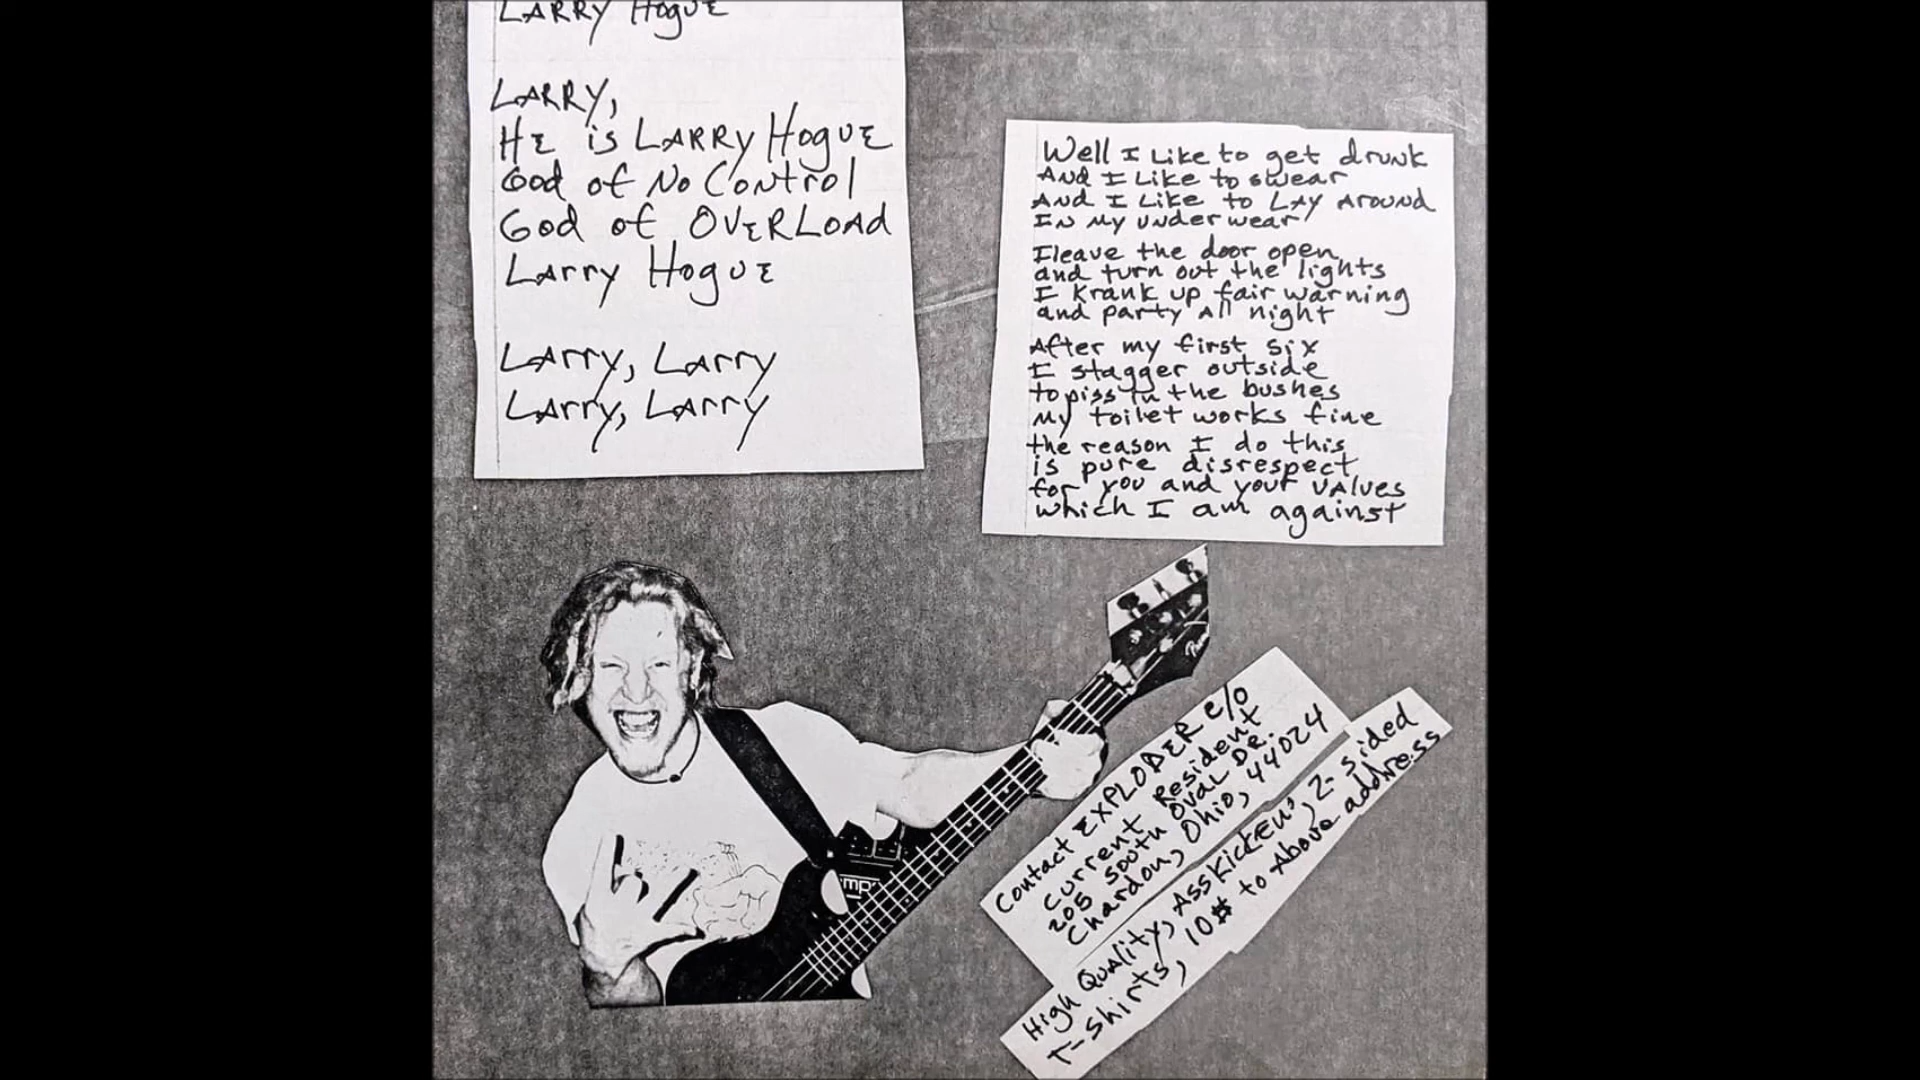 LARRY HOGUE
LARRY,
HE is LARRY HOGUE
God of No Control
God of OVERLOAD
Larry HOGUE
Larry, Larry
Larry, Larry
Well I Like to get drunk
And I Like to swear
And I Like to LAY Around
IN My underwear
I leave the door open
and turn out the lights
I Krank up fair warning
and party All night
After my first six
I stagger outside
to piss in the bushes
my toilet works fine
the reason I do this
is pure disrespect
for you and your values
which I am against
Contact EXPLODER c/o
Current Resident
205 South Oval Dr.
Chardon, Ohio, 44024
High Quality, AssKicken', 2-sided
T-shirts, 10$ to Above address